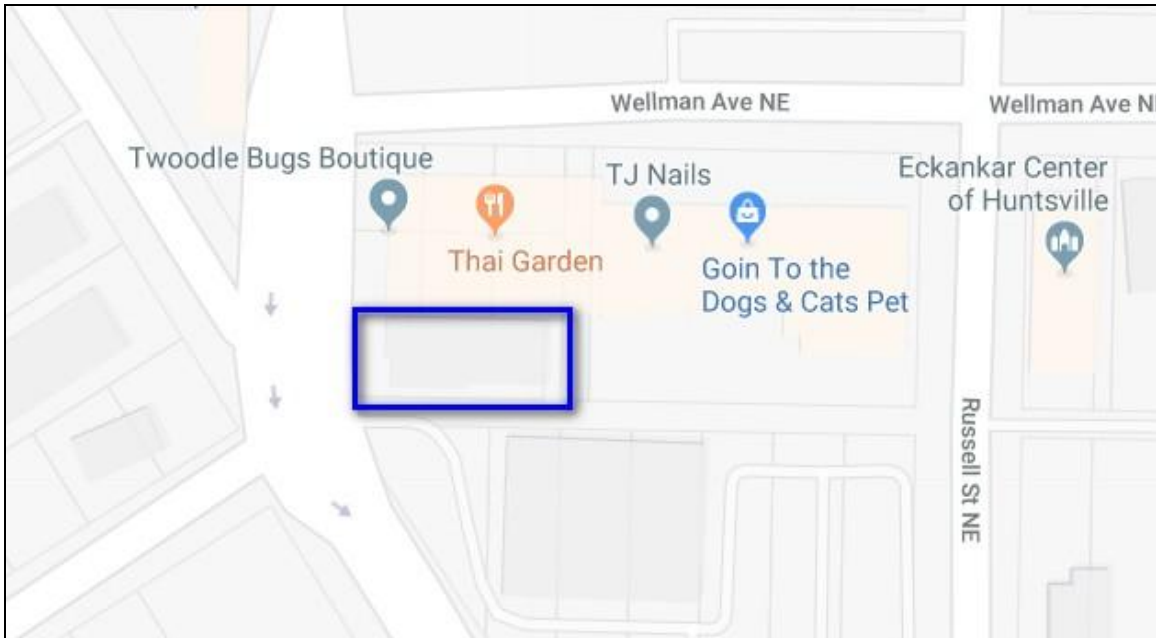 Wellman Ave NE
Wellman Ave N
Twoodle Bugs Boutique
TJ Nails
Eckankar Center
of Huntsville
Thai Garden
Goin To the
Dogs & Cats Pet
Russell St NE